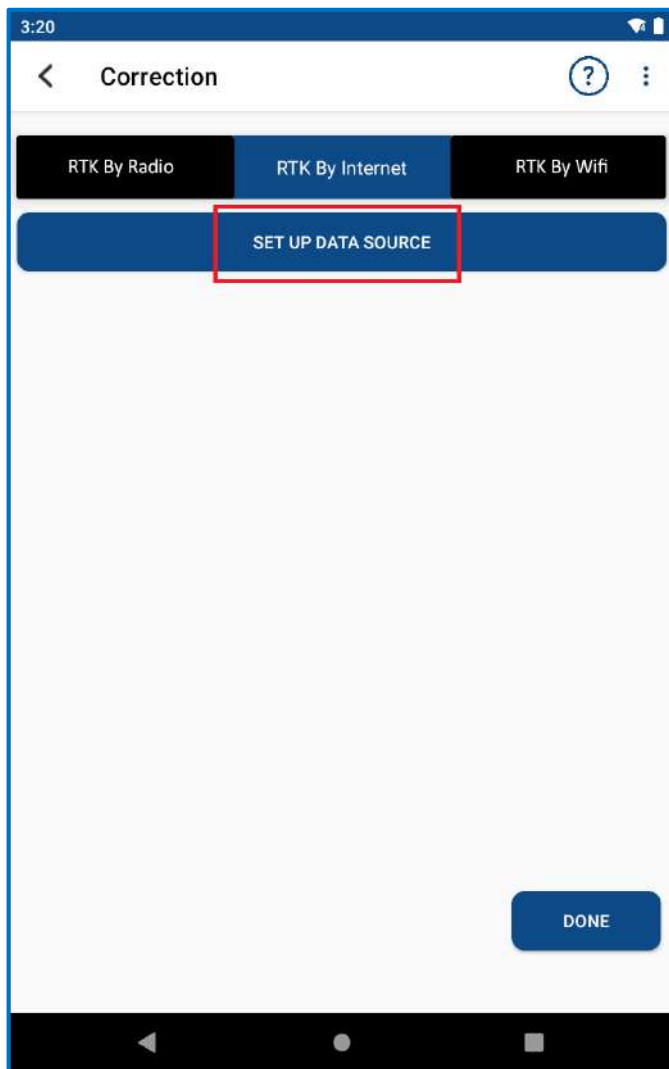 3:20
Correction
?
RTK By Radio RTK By Internet RTK By Wifi
SET UP DATA SOURCE
DONE